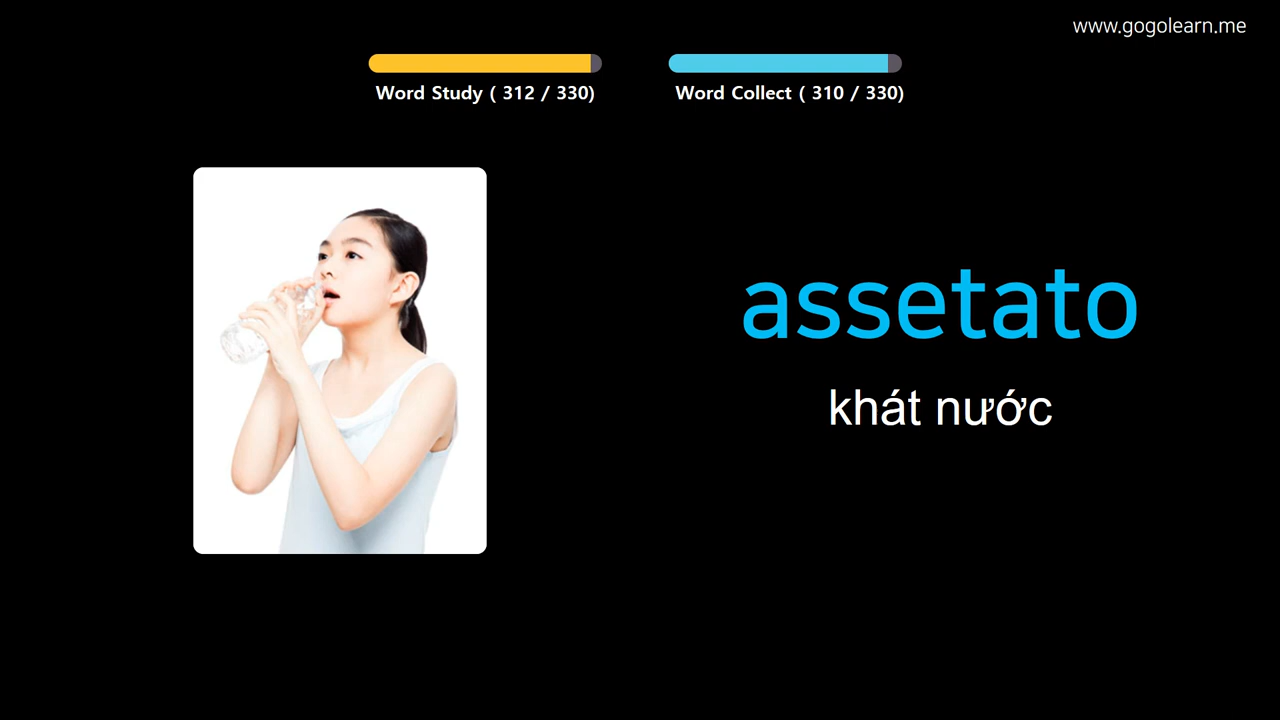 www.gogolearn.me
Word Study ( 312 / 330)
Word Collect ( 310 / 330)
assetato
khát nước